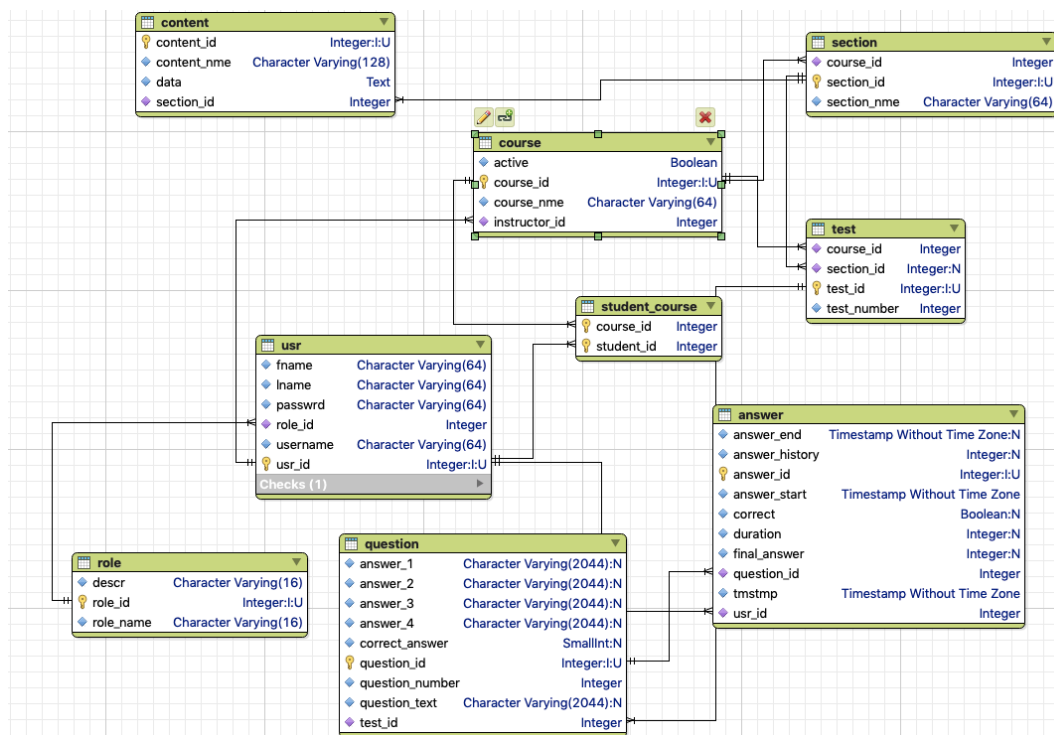 content
content_id Integer:I:U
content_nme Character Varying(128)
data Text
section_id Integer
section
course_id Integer
section_id Integer:I:U
section_nme Character Varying(64)
course
active Boolean
course_id Integer:I:U
course_nme Character Varying(64)
instructor_id Integer
test
course_id Integer
section_id Integer:N
test_id Integer:I:U
test_number Integer
student_course
course_id Integer
student_id Integer
usr
fname Character Varying(64)
lname Character Varying(64)
passwrd Character Varying(64)
role_id Integer
username Character Varying(64)
usr_id Integer:I:U
Checks (1)
answer
answer_end Timestamp Without Time Zone:N
answer_history Integer:N
answer_id Integer:I:U
answer_start Timestamp Without Time Zone
correct Boolean:N
duration Integer:N
final_answer Integer:N
question_id Integer
tmstmp Timestamp Without Time Zone
usr_id Integer
role
descr Character Varying(16)
role_id Integer:I:U
role_name Character Varying(16)
question
answer_1 Character Varying(2044):N
answer_2 Character Varying(2044):N
answer_3 Character Varying(2044):N
answer_4 Character Varying(2044):N
correct_answer SmallInt:N
question_id Integer:I:U
question_number Integer
question_text Character Varying(2044):N
test_id Integer